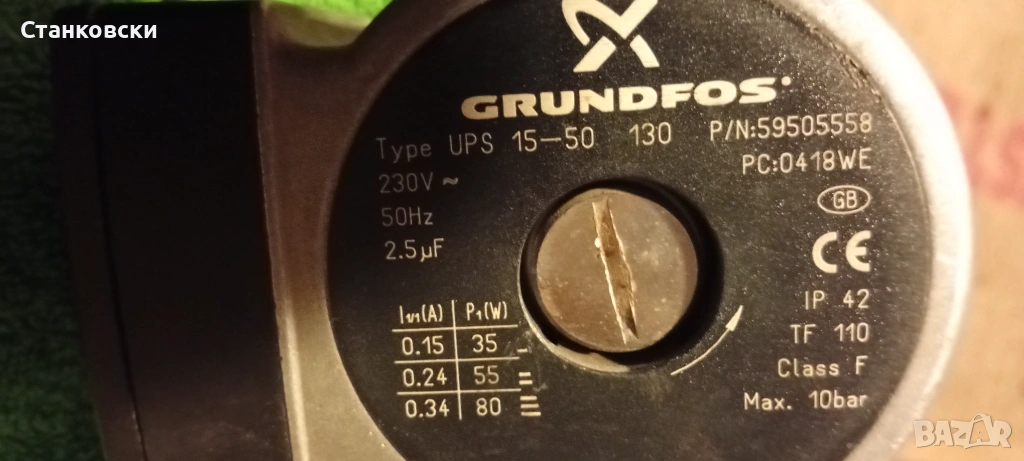 Станковски
GRUNDFOS
Type UPS 15-50 130 P/N:59505558
PC:0418WE
230V ~
GB
50Hz
2.5µF
CE
IP 42
TF 110
Class F
Max. 10bar
I1/1(A) P1(W)
0.15 35
0.24 55
0.34 80
BAZAR